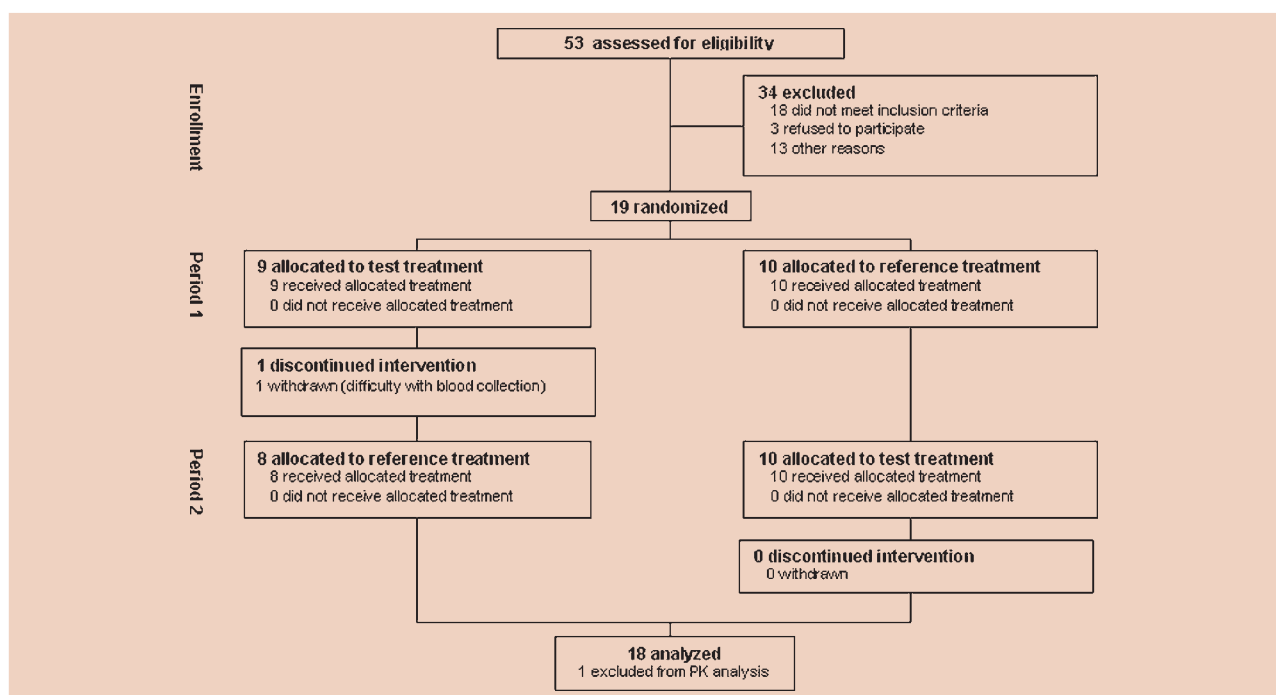 53 assessed for eligibility
Enrollment
34 excluded
18 did not meet inclusion criteria
3 refused to participate
13 other reasons
19 randomized
Period 1
9 allocated to test treatment
9 received allocated treatment
0 did not receive allocated treatment
10 allocated to reference treatment
10 received allocated treatment
0 did not receive allocated treatment
1 discontinued intervention
1 withdrawn (difficulty with blood collection)
Period 2
8 allocated to reference treatment
8 received allocated treatment
0 did not receive allocated treatment
10 allocated to test treatment
10 received allocated treatment
0 did not receive allocated treatment
0 discontinued intervention
0 withdrawn
18 analyzed
1 excluded from PK analysis